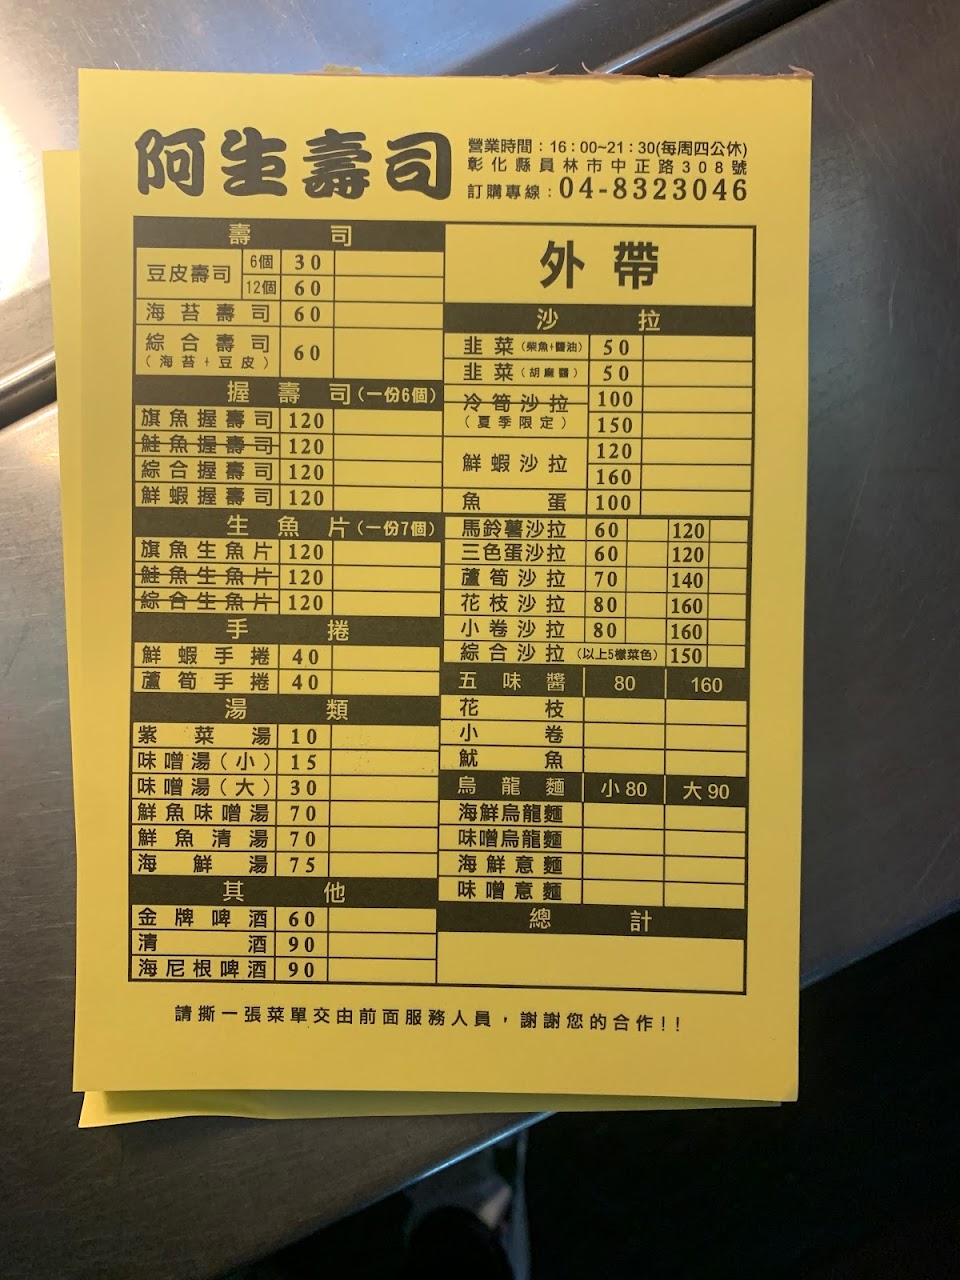 阿生壽司
營業時間：16：00~21：30(每周四公休)
彰化縣員林市中正路308號
訂購專線：04-8323046
壽司
豆皮壽司 6個 30
12個 60
海苔壽司 60
綜合壽司 60
(海苔+豆皮)
握壽司(一份6個)
旗魚握壽司 120
鮭魚握壽司 120
綜合握壽司 120
鮮蝦握壽司 120
生魚片(一份7個)
旗魚生魚片 120
鮭魚生魚片 120
綜合生魚片 120
手捲
鮮蝦手捲 40
蘆筍手捲 40
湯類
紫菜湯 10
味噌湯(小) 15
味噌湯(大) 30
鮮魚味噌湯 70
鮮魚清湯 70
海鮮湯 75
其他
金牌啤酒 60
清酒 90
海尼根啤酒 90
外帶
沙拉
韭菜(柴魚+醬油) 50
韭菜(胡麻醬) 50
冷筍沙拉 100
(夏季限定) 150
鮮蝦沙拉 120
160
魚蛋 100
馬鈴薯沙拉 60 120
三色蛋沙拉 60 120
蘆筍沙拉 70 140
花枝沙拉 80 160
小卷沙拉 80 160
綜合沙拉(以上5樣菜色) 150
五味醬 80 160
花枝
小卷
魷魚
烏龍麵 小80 大90
海鮮烏龍麵
味噌烏龍麵
海鮮意麵
味噌意麵
總計
請撕一張菜單交由前面服務人員，謝謝您的合作!!